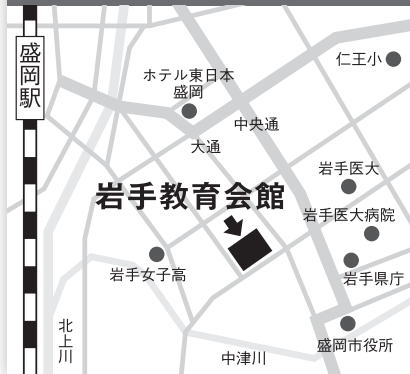 盛岡駅
仁王小
ホテル東日本
盛岡
中央通
大通
岩手医大
岩手教育会館
岩手医大病院
岩手女子高
岩手県庁
北上川
盛岡市役所
中津川